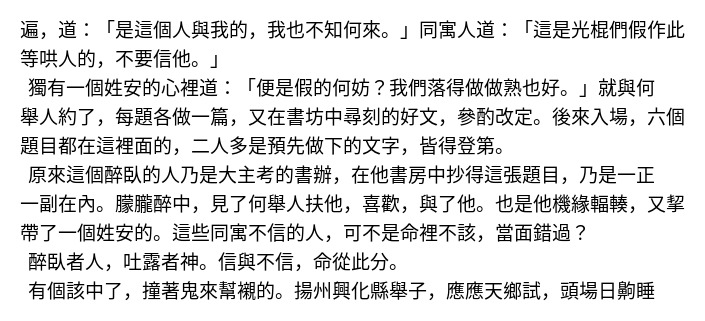 遍，道：「是這個人與我的，我也不知何來。」同寓人道：「這是光棍們假作此
等哄人的，不要信他。」
獨有一個姓安的心裡道：「便是假的何妨？我們落得做做熟也好。」就與何
舉人約了，每題各做一篇，又在書坊中尋刻的好文，參酌改定。後來入場，六個
題目都在這裡面的，二人多是預先做下的文字，皆得登第。
原來這個醉臥的人乃是大主考的書辦，在他書房中抄得這張題目，乃是一正
一副在內。朦朧醉中，見了何舉人扶他，喜歡，與了他。也是他機緣輻輳，又挈
帶了一個姓安的。這些同寓不信的人，可不是命裡不該，當面錯過？
醉臥者人，吐露者神。信與不信，命從此分。
有個該中了，撞著鬼來幫襯的。揚州興化縣舉子，應應天鄉試，頭場日齁睡